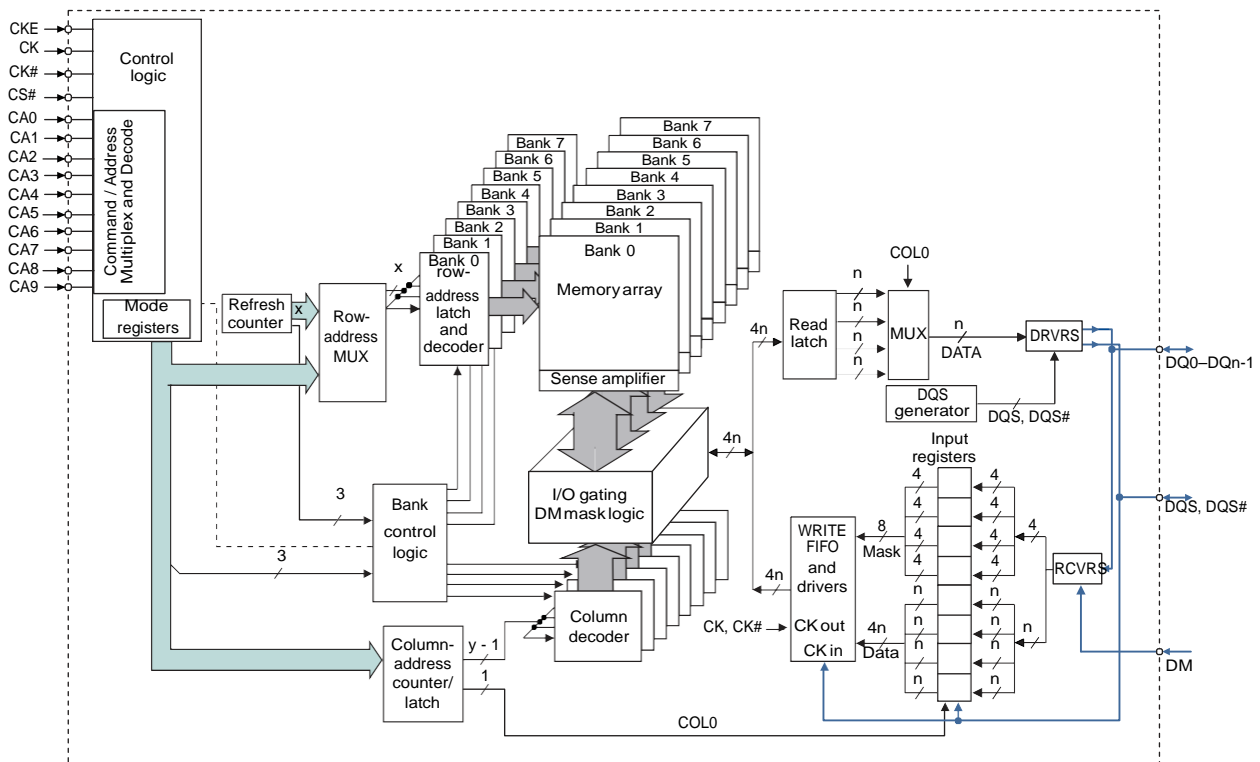 CKE
CK
CK#
CS#
CA0
CA1
CA2
CA3
CA4
CA5
CA6
CA7
CA8
CA9
Control
logic
Command / Address
Multiplex and Decode
Mode
registers
Refresh
counter
x
Row-
address
MUX
x
Bank 7
Bank 6
Bank 5
Bank 4
Bank 3
Bank 2
Bank 1
Bank 0
row-
address
latch
and
decoder
Bank 7
Bank 6
Bank 5
Bank 4
Bank 3
Bank 2
Bank 1
Bank 0
Memory array
Sense amplifier
3
3
Bank
control
logic
I/O gating
DM mask logic
Column
decoder
Column-
address
counter/
latch
y - 1
1
COL0
4n
4n
4n
Read
latch
n
n
n
n
COL0
MUX
n
DATA
DRVRS
DQS
generator
DQS, DQS#
DQ0–DQn-1
DQS, DQS#
DM
Input
registers
4
4
4
4
n
n
n
n
4
4
4
4
n
n
n
n
4
n
RCVRS
8
Mask
4n
Data
WRITE
FIFO
and
drivers
CK out
CK in
CK, CK#